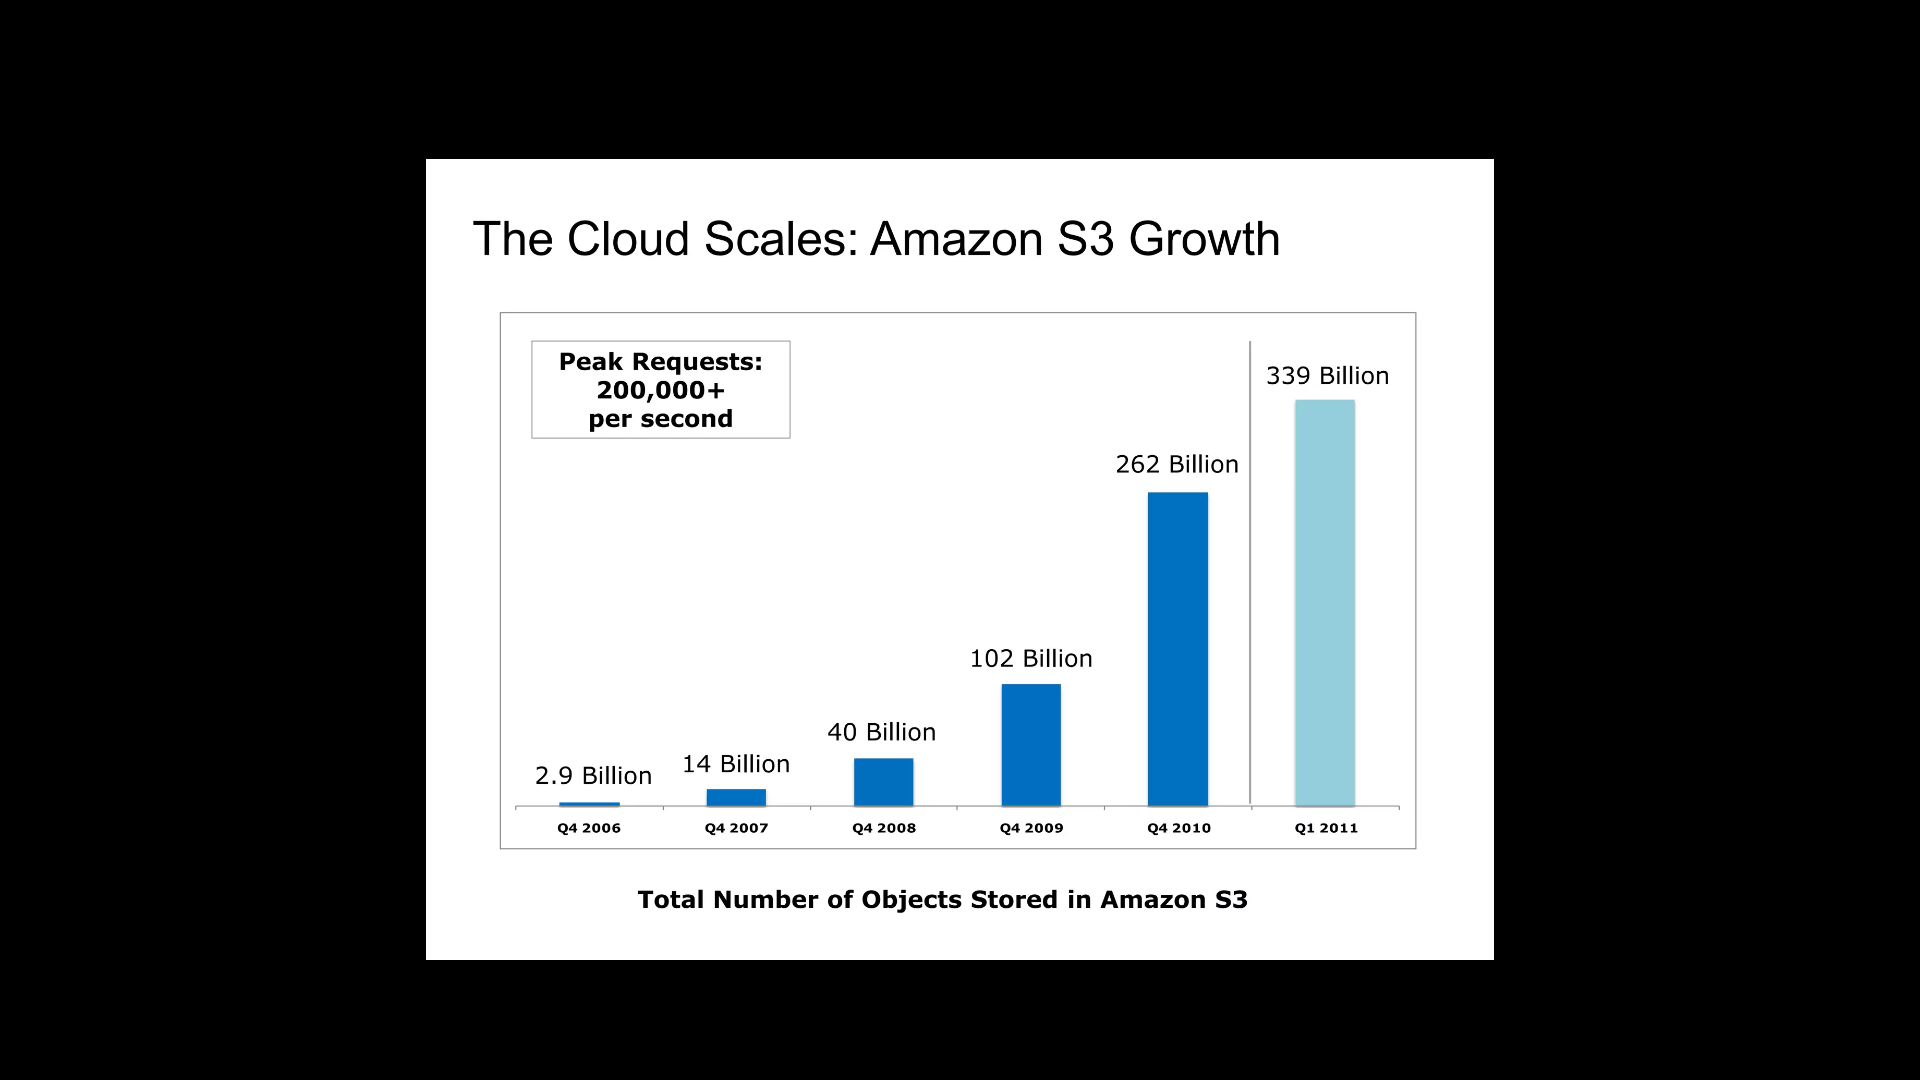 The Cloud Scales: Amazon S3 Growth
Peak Requests:
200,000+
per second
339 Billion
262 Billion
102 Billion
40 Billion
14 Billion
2.9 Billion
Q4 2006
Q4 2007
Q4 2008
Q4 2009
Q4 2010
Q1 2011
Total Number of Objects Stored in Amazon S3